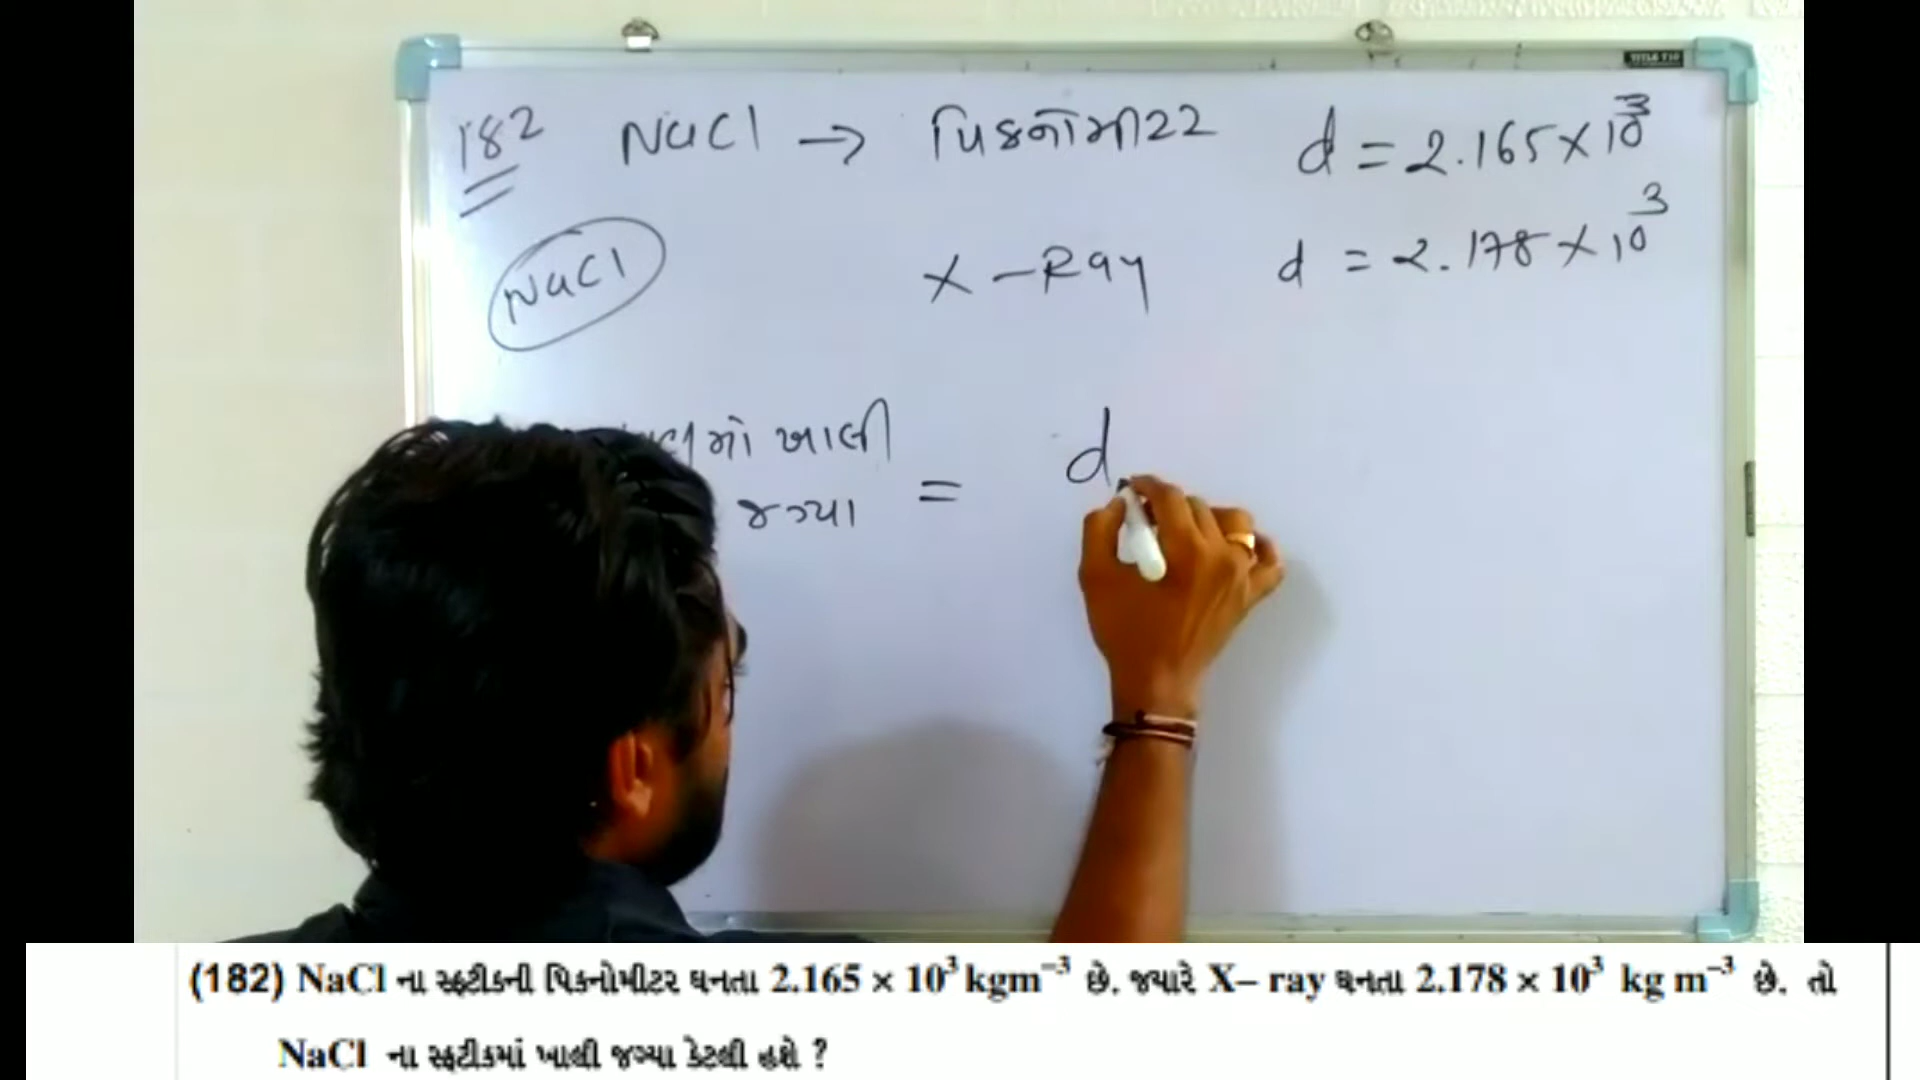 182 NaCl → પિકનોમીટર d = 2.165 × 10³
NaCl X - Ray d = 2.178 × 10³
માં ખાલી
જગ્યા = d
(182) NaCl ના સ્ફટીકની પિકનોમીટર ઘનતા 2.165 × 10³ kgm⁻³ છે. જ્યારે X– ray ઘનતા 2.178 × 10³ kg m⁻³ છે. તો
NaCl ના સ્ફટીકમાં ખાલી જગ્યા કેટલી હશે ?